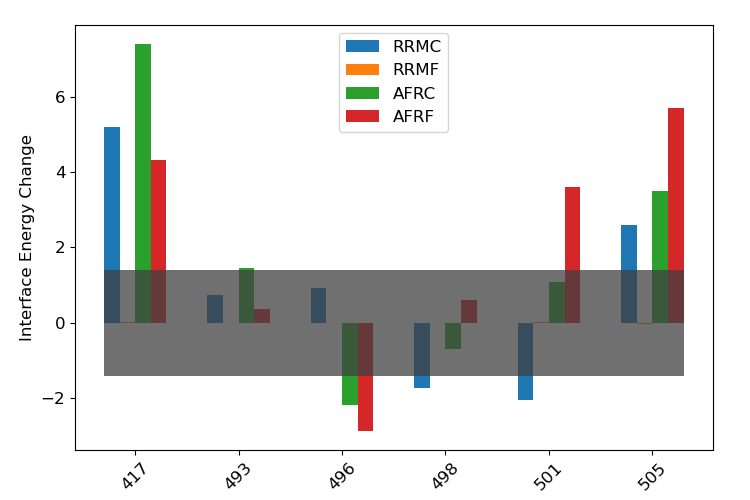 RRMC
RRMF
AFRC
AFRF
Interface Energy Change
6
4
2
0
−2
417
493
496
498
501
505